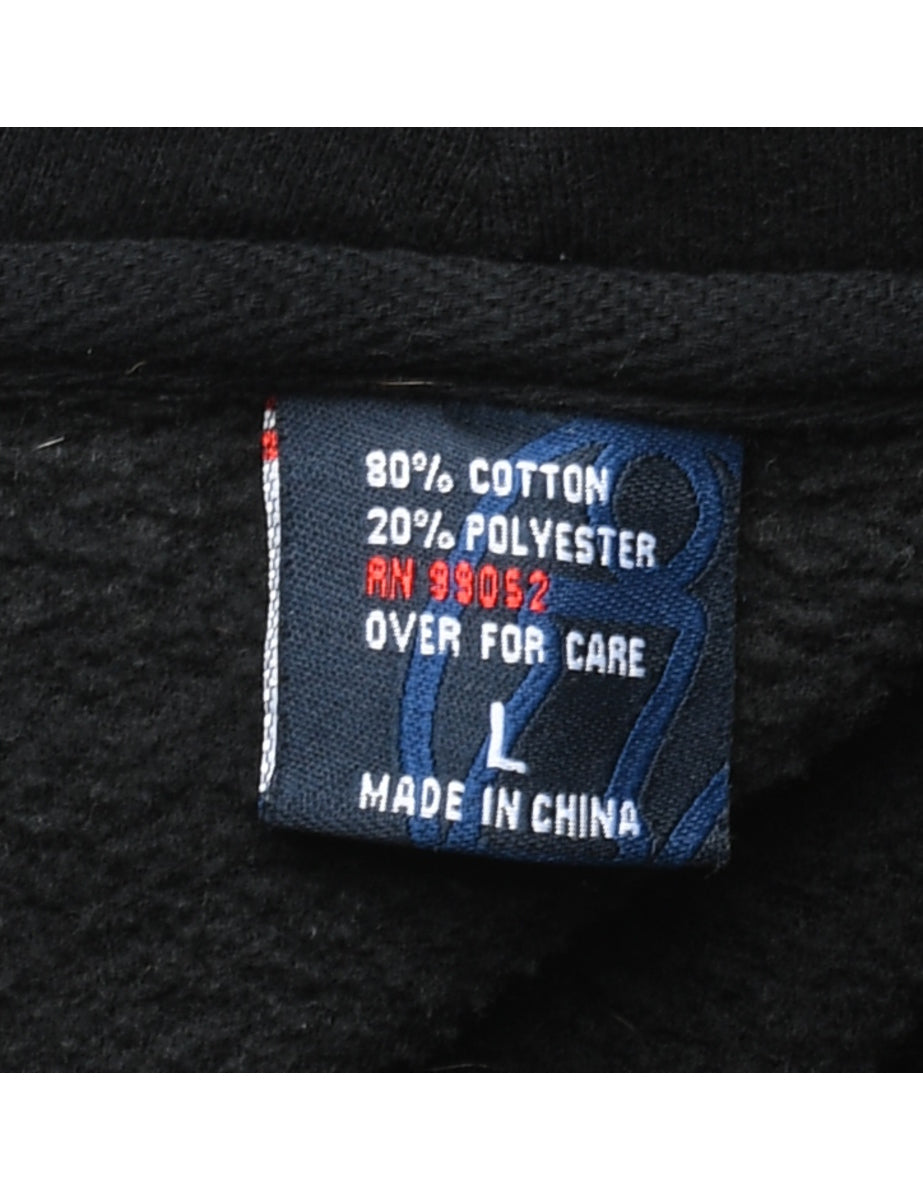 80% COTTON
20% POLYESTER
RN 99052
OVER FOR CARE
L
MADE IN CHINA